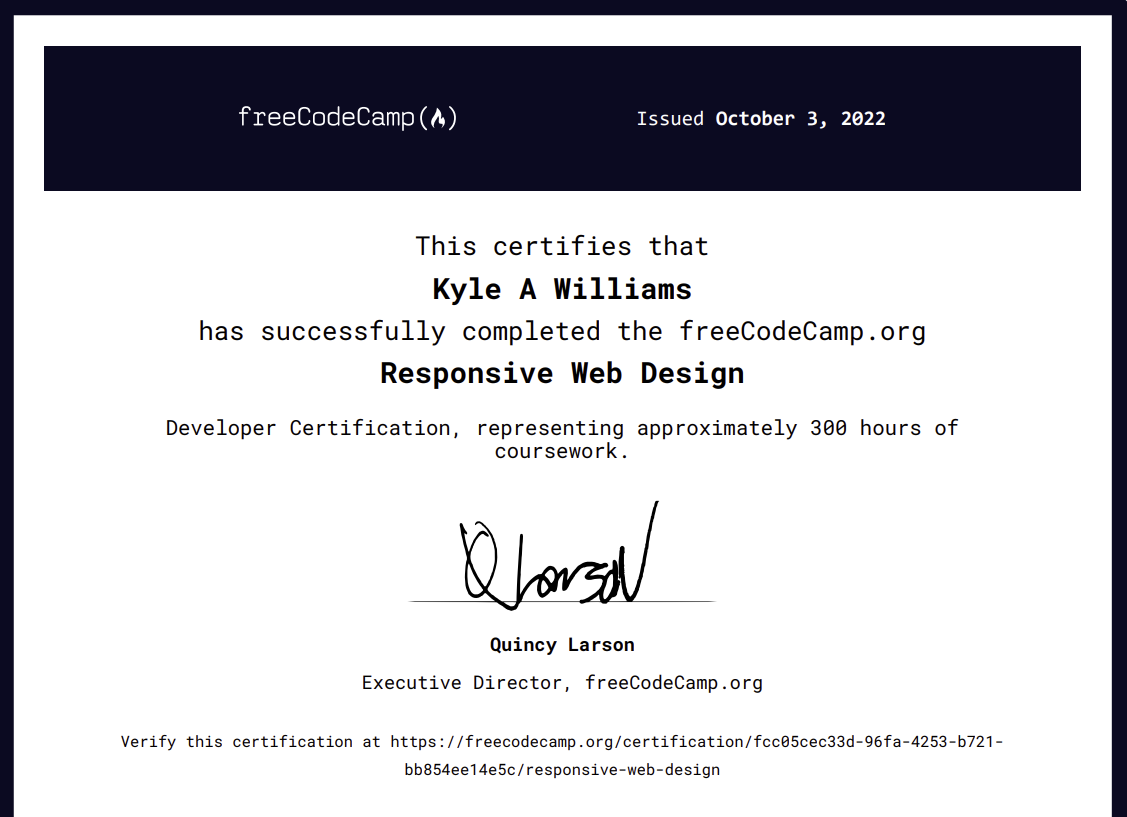 freeCodeCamp
Issued October 3, 2022
This certifies that
Kyle A Williams
has successfully completed the freeCodeCamp.org
Responsive Web Design
Developer Certification, representing approximately 300 hours of
coursework.
Q Larson
Quincy Larson
Executive Director, freeCodeCamp.org
Verify this certification at https://freecodecamp.org/certification/fcc05cec33d-96fa-4253-b721-
bb854ee14e5c/responsive-web-design